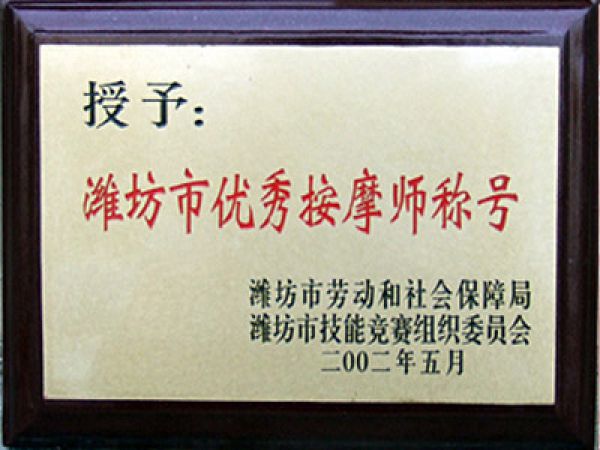 授予：
潍坊市优秀按摩师称号
潍坊市劳动和社会保障局
潍坊市技能竞赛组织委员会
二00二年五月